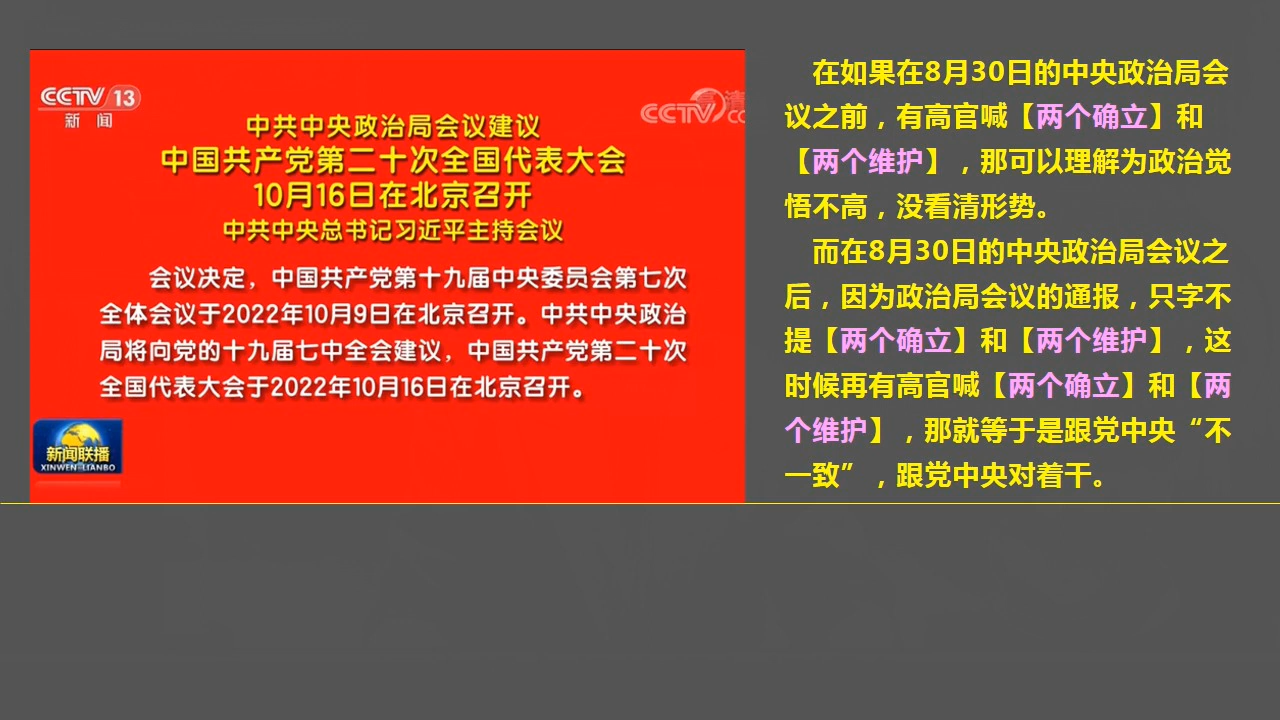 CCTV 13
新闻
CCTV
中共中央政治局会议建议
中国共产党第二十次全国代表大会
10月16日在北京召开
中共中央总书记习近平主持会议
会议决定，中国共产党第十九届中央委员会第七次
全体会议于2022年10月9日在北京召开。中共中央政治
局将向党的十九届七中全会建议，中国共产党第二十次
全国代表大会于2022年10月16日在北京召开。
新闻联播
XINWEN LIANBO
在如果在8月30日的中央政治局会
议之前，有高官喊【两个确立】和
【两个维护】，那可以理解为政治觉
悟不高，没看清形势。
而在8月30日的中央政治局会议之
后，因为政治局会议的通报，只字不
提【两个确立】和【两个维护】，这
时候再有高官喊【两个确立】和【两
个维护】，那就等于是跟党中央“不
一致”，跟党中央对着干。